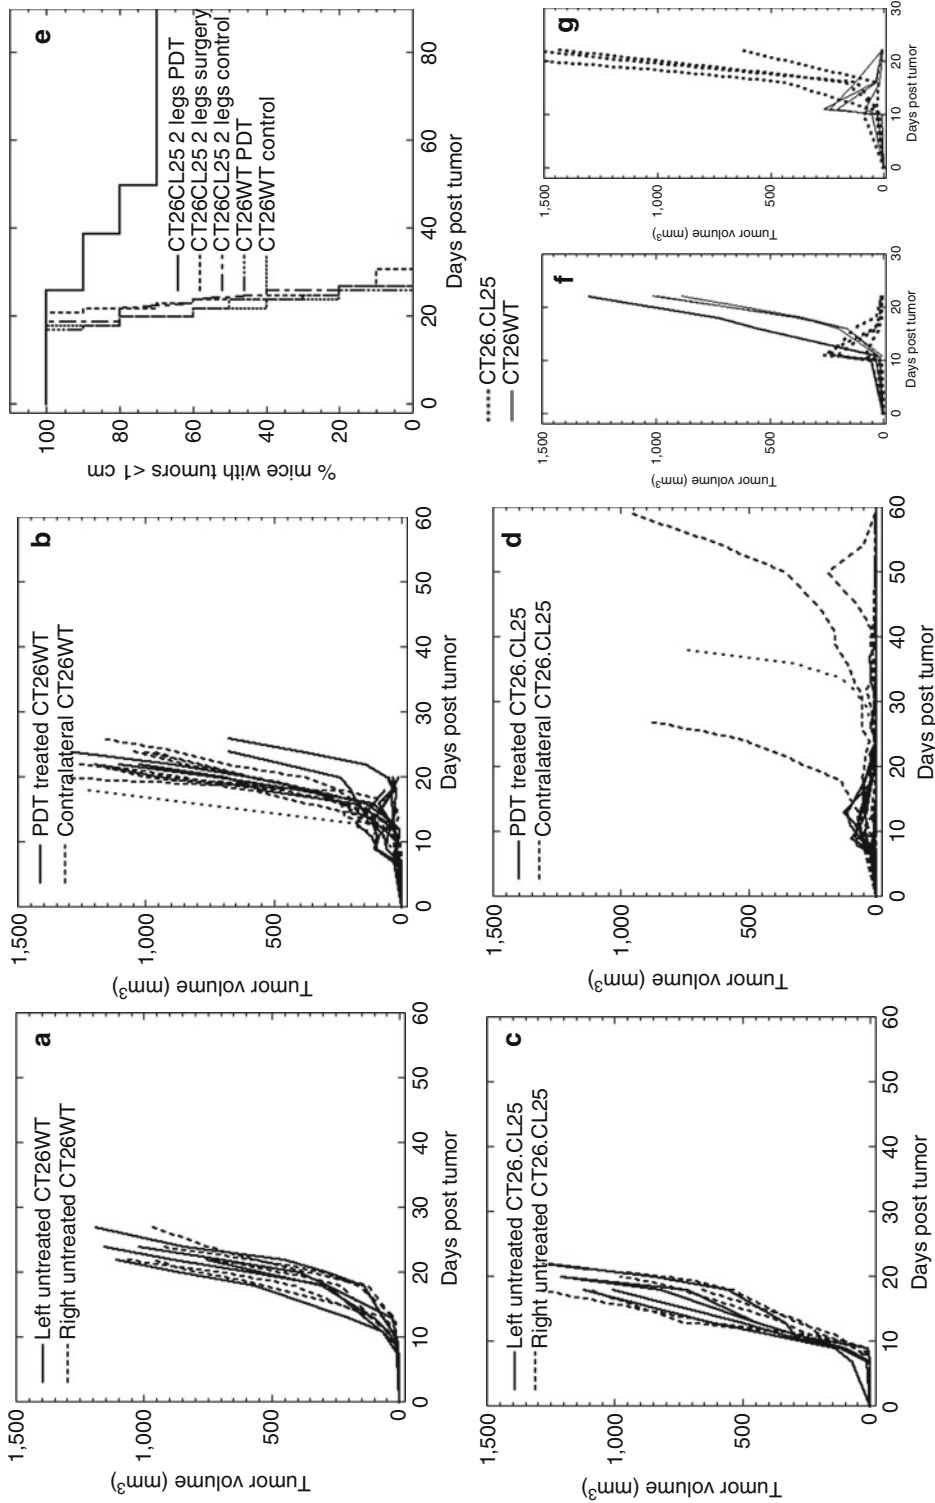 a
Left untreated CT26WT
Right untreated CT26WT
1,500
1,000
500
0
Tumor volume (mm3)
0 10 20 30 40 50 60
Days post tumor
b
PDT treated CT26WT
Contralateral CT26WT
1,500
1,000
500
0
Tumor volume (mm3)
0 10 20 30 40 50 60
Days post tumor
e
CT26CL25 2 legs PDT
CT26CL25 2 legs surgery
CT26CL25 2 legs control
CT26WT PDT
CT26WT control
100
80
60
40
20
0
% mice with tumors <1 cm
0 20 40 60 80
Days post tumor
c
Left untreated CT26.CL25
Right untreated CT26.CL25
1,500
1,000
500
0
Tumor volume (mm3)
0 10 20 30 40 50 60
Days post tumor
d
PDT treated CT26.CL25
Contralateral CT26.CL25
1,500
1,000
500
0
Tumor volume (mm3)
0 10 20 30 40 50 60
Days post tumor
CT26.CL25
CT26WT
f
1,500
1,000
500
0
Tumor volume (mm3)
0 10 20 30
Days post tumor
g
1,500
1,000
500
0
Tumor volume (mm3)
0 10 20 30
Days post tumor